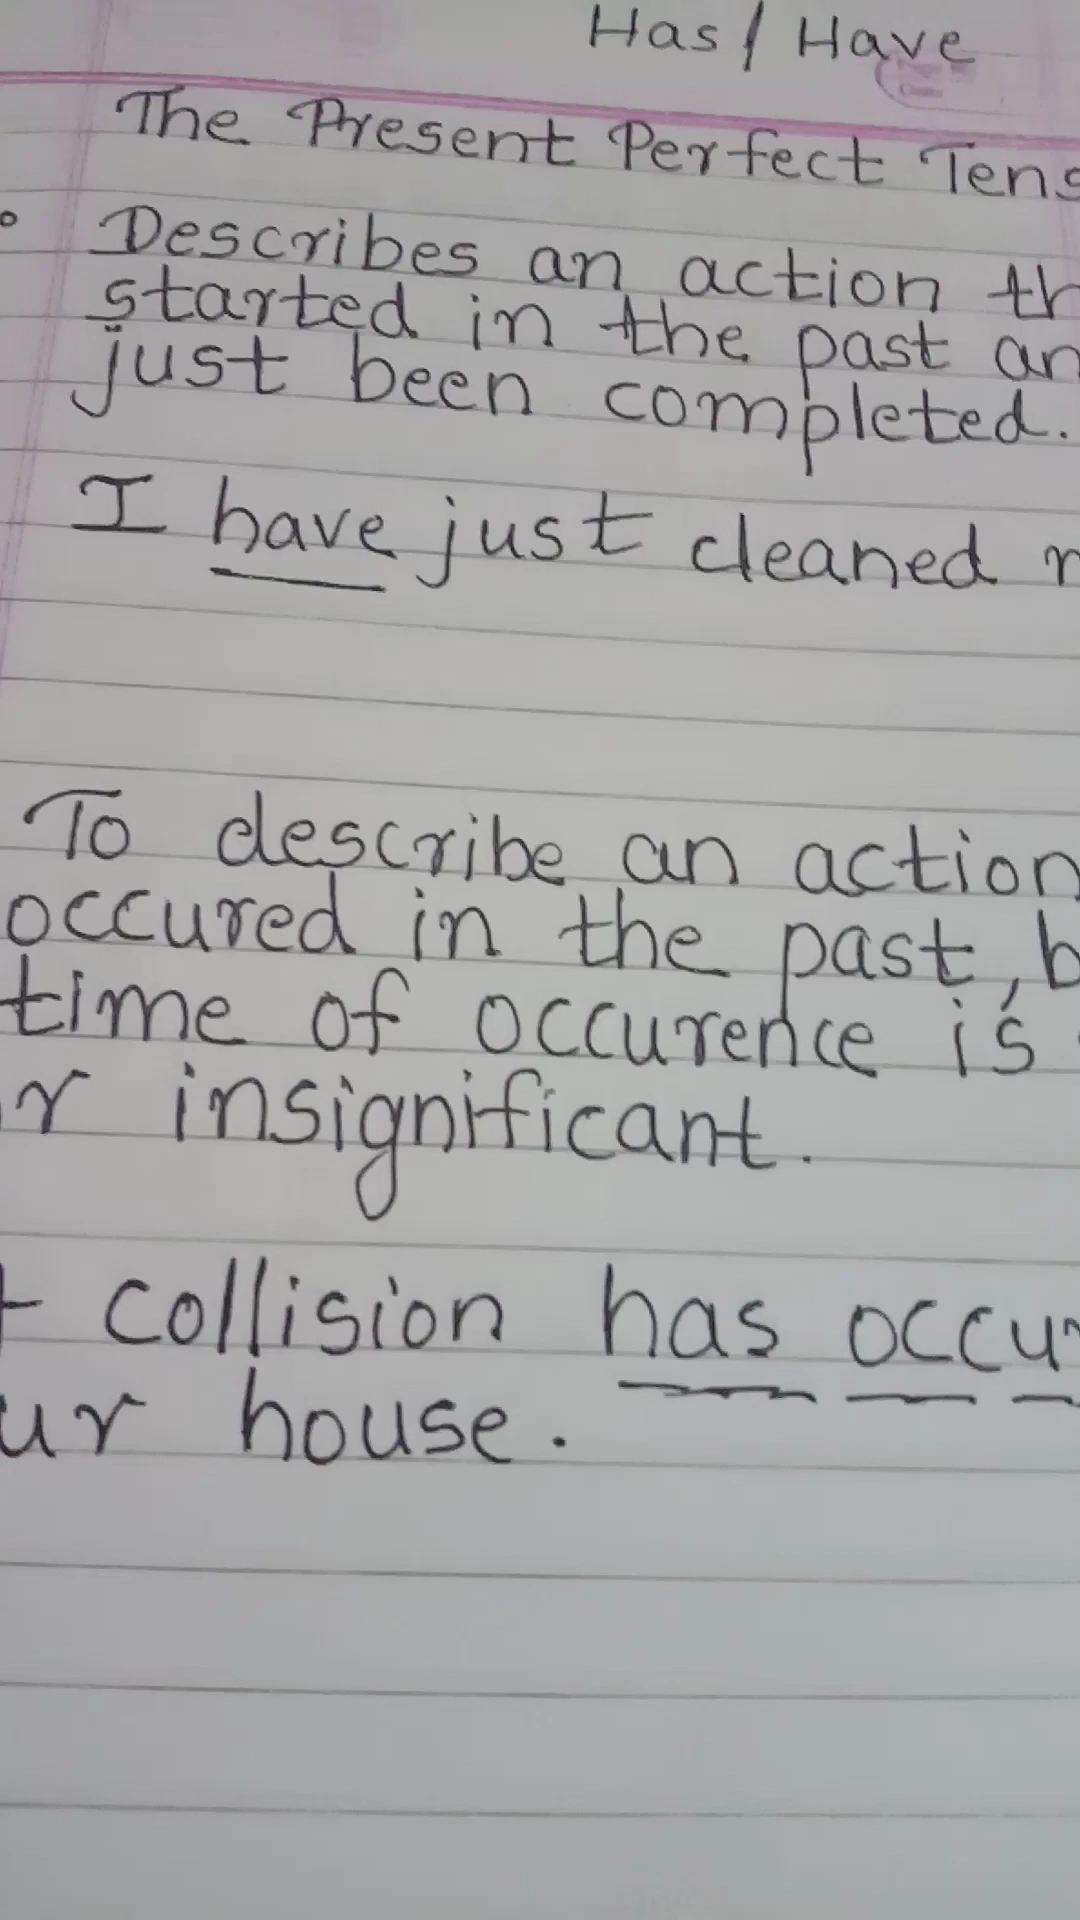 Has / Have
The Present Perfect Tens
Describes an action th
started in the past an
just been completed.
I have just cleaned
To describe an action
occured in the past, b
time of occurence is
r insignificant.
collision has occur
ur house.